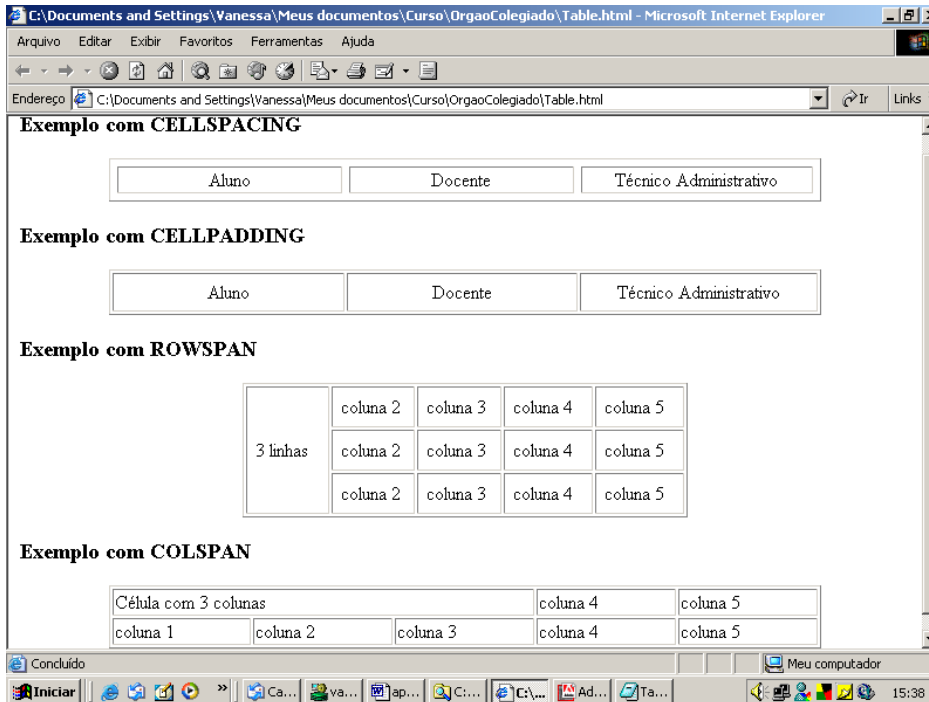 C:\Documents and Settings\Vanessa\Meus documentos\Curso\OrgaoColegiado\Table.html - Microsoft Internet Explorer
Arquivo Editar Exibir Favoritos Ferramentas Ajuda
Endereço C:\Documents and Settings\Vanessa\Meus documentos\Curso\OrgaoColegiado\Table.html Ir Links
Exemplo com CELLSPACING
Aluno Docente Técnico Administrativo
Exemplo com CELLPADDING
Aluno Docente Técnico Administrativo
Exemplo com ROWSPAN
coluna 2 coluna 3 coluna 4 coluna 5
3 linhas coluna 2 coluna 3 coluna 4 coluna 5
coluna 2 coluna 3 coluna 4 coluna 5
Exemplo com COLSPAN
Célula com 3 colunas coluna 4 coluna 5
coluna 1 coluna 2 coluna 3 coluna 4 coluna 5
Concluído Meu computador
Iniciar » Ca... va... ap... C:... C:\... Ad... Ta... 15:38